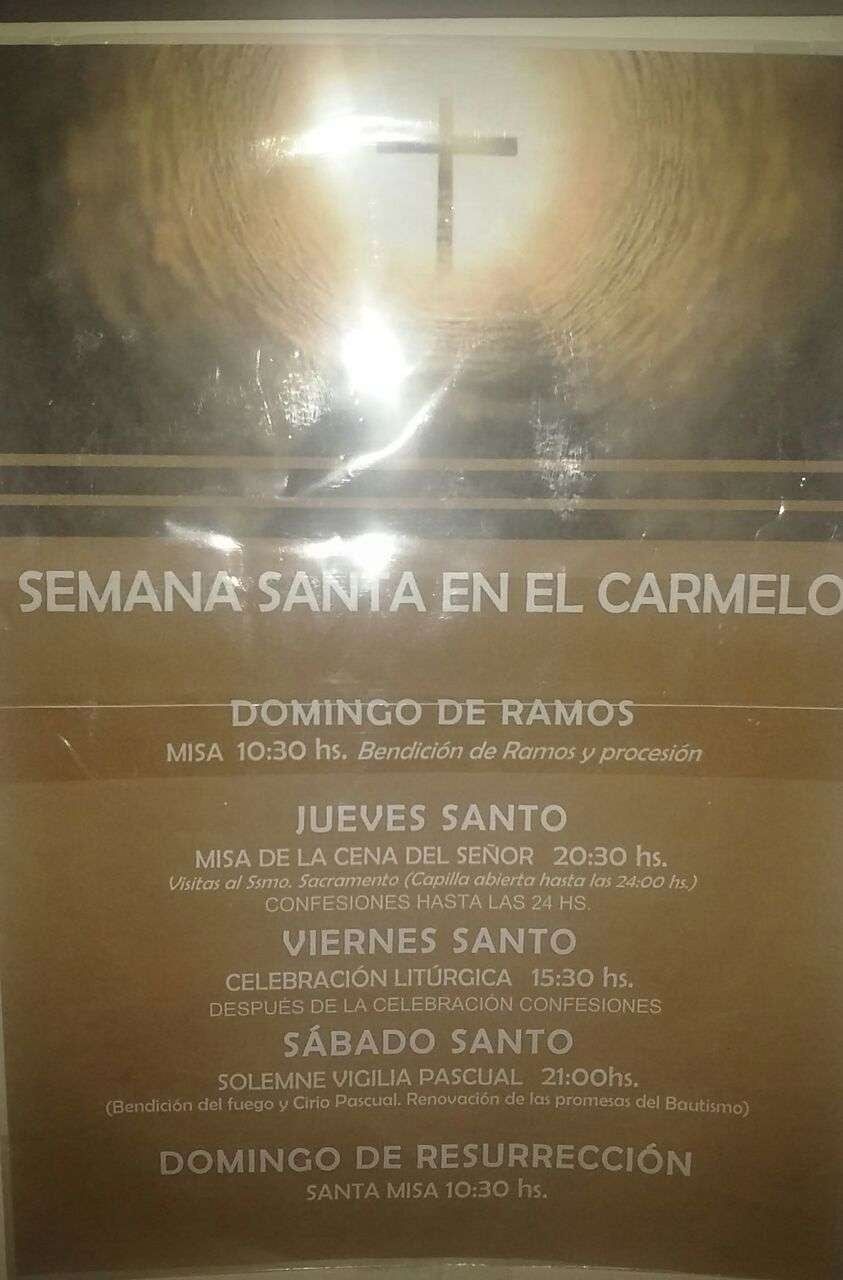 SEMANA SANTA EN EL CARMELO
DOMINGO DE RAMOS
MISA 10:30 hs. Bendición de Ramos y procesión
JUEVES SANTO
MISA DE LA CENA DEL SEÑOR 20:30 hs.
Visitas al Ssmo. Sacramento (Capilla abierta hasta las 24:00 hs.)
CONFESIONES HASTA LAS 24 HS.
VIERNES SANTO
CELEBRACIÓN LITÚRGICA 15:30 hs.
DESPUÉS DE LA CELEBRACIÓN CONFESIONES
SÁBADO SANTO
SOLEMNE VIGILIA PASCUAL 21:00hs.
(Bendición del fuego y Cirio Pascual. Renovación de las promesas del Bautismo)
DOMINGO DE RESURRECCIÓN
SANTA MISA 10:30 hs.